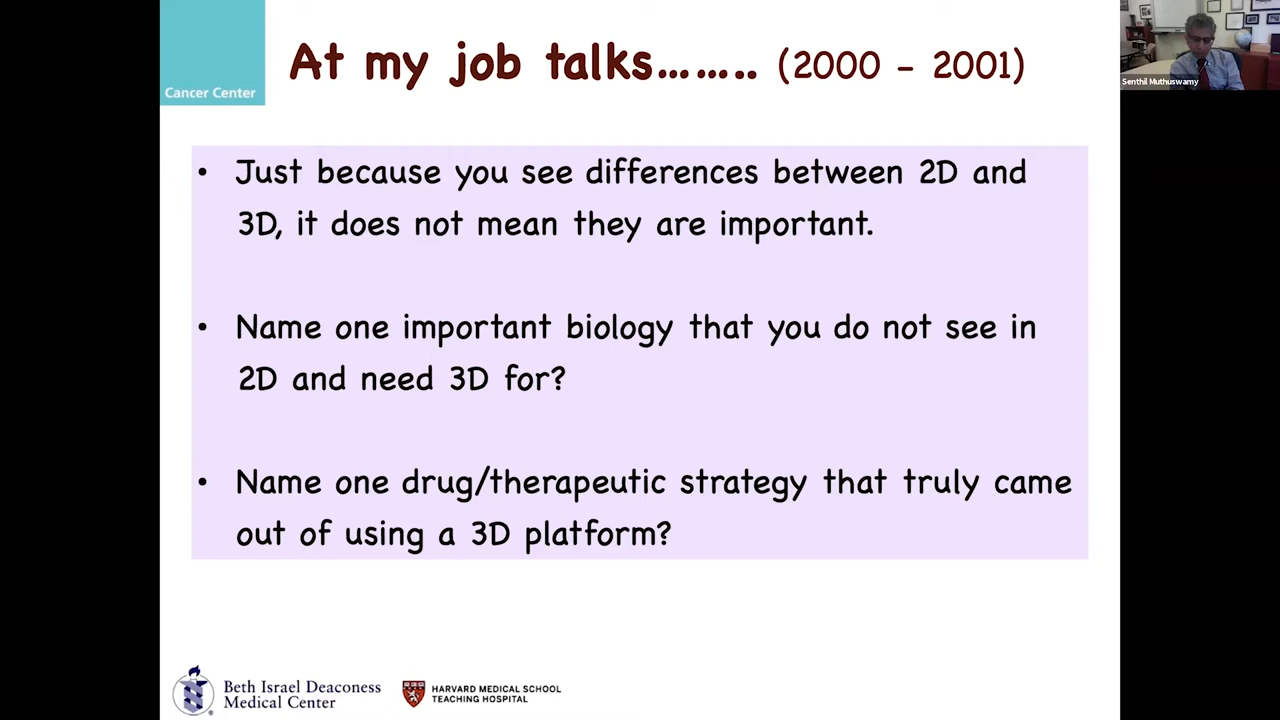 Cancer Center
At my job talks........ (2000 – 2001)
Senthil Muthuswamy
• Just because you see differences between 2D and
3D, it does not mean they are important.
• Name one important biology that you do not see in
2D and need 3D for?
• Name one drug/therapeutic strategy that truly came
out of using a 3D platform?
Beth Israel Deaconess
Medical Center
HARVARD MEDICAL SCHOOL
TEACHING HOSPITAL